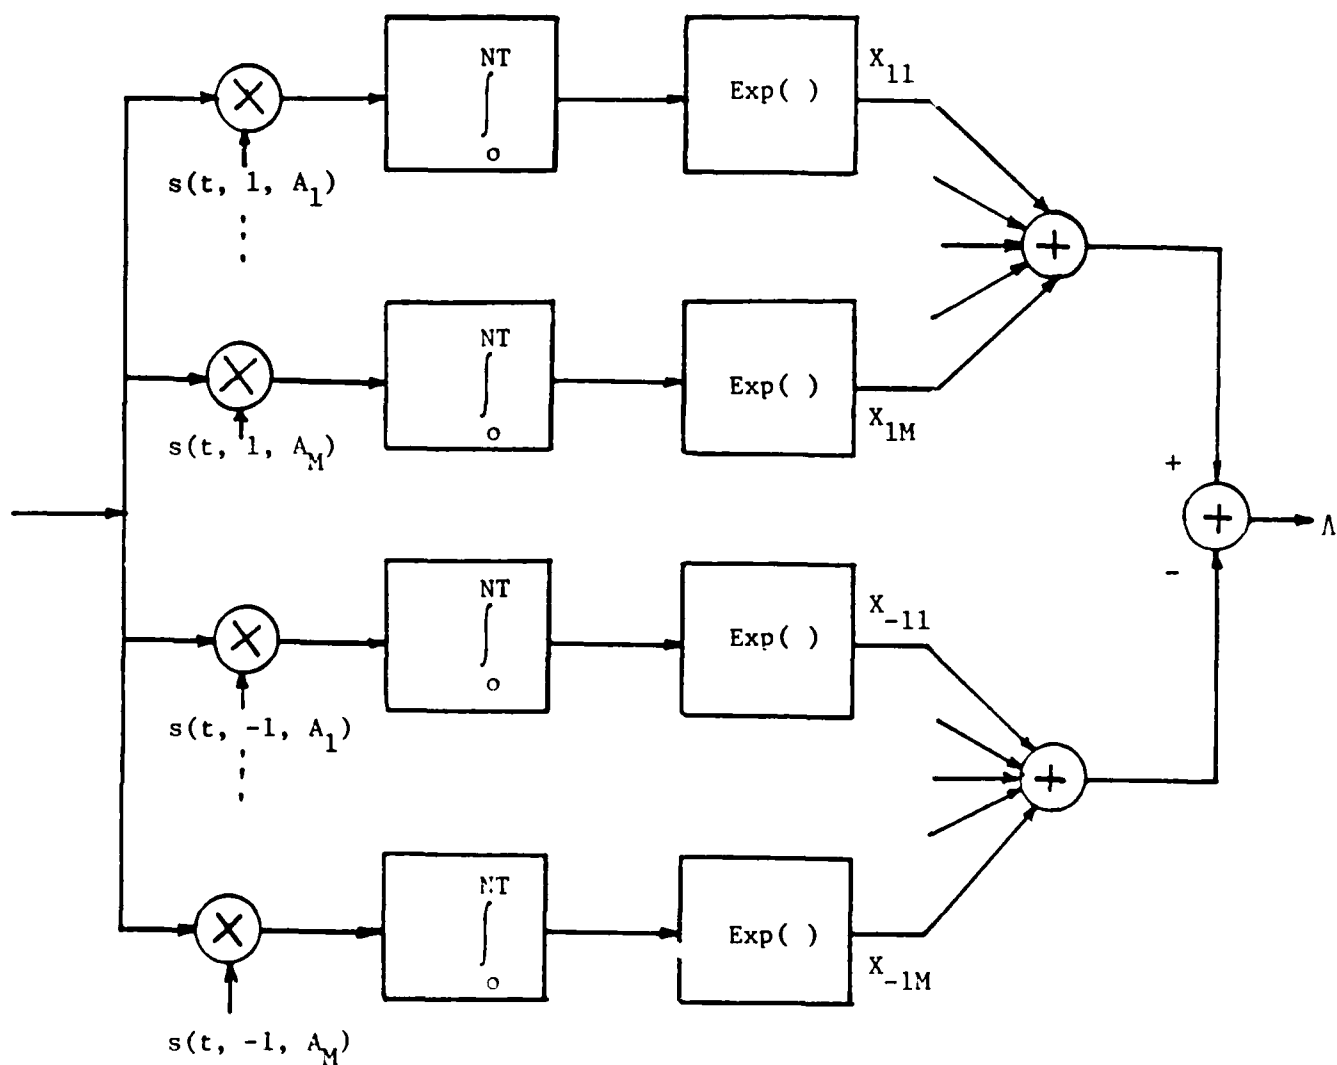 NT
∫
o
Exp( )
X11
s(t, 1, A1)
+
NT
∫
o
Exp( )
X1M
s(t, 1, AM)
+
+
Λ
-
NT
∫
o
Exp( )
X-11
s(t, -1, A1)
+
NT
∫
o
Exp( )
X-1M
s(t, -1, AM)